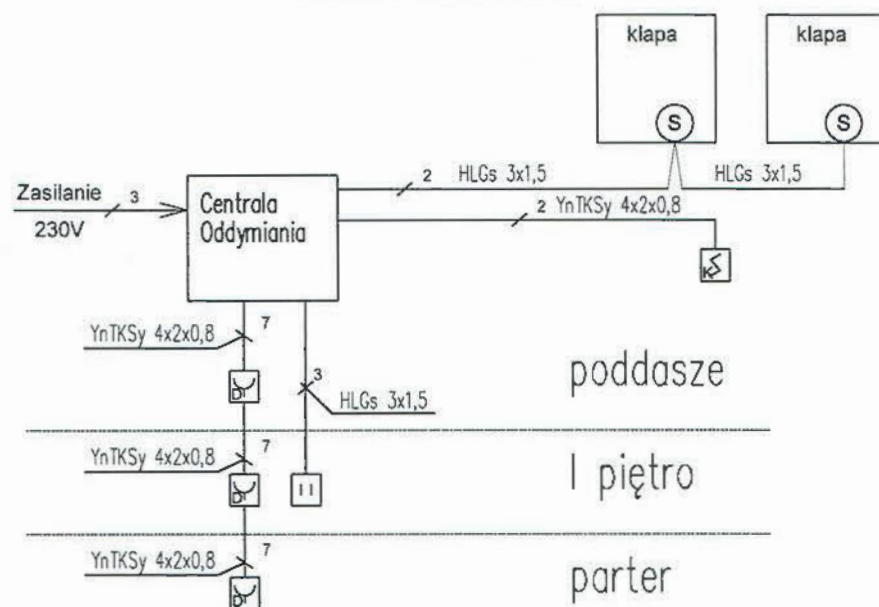 klapa
klapa
S
S
Zasilanie
3
230V
Centrala
Oddymiania
2
HLGs 3x1,5
HLGs 3x1,5
2
YnTKSy 4x2x0,8
K
YnTKSy 4x2x0,8
7
D
3
HLGs 3x1,5
poddasze
YnTKSy 4x2x0,8
7
D
I piętro
YnTKSy 4x2x0,8
7
D
parter